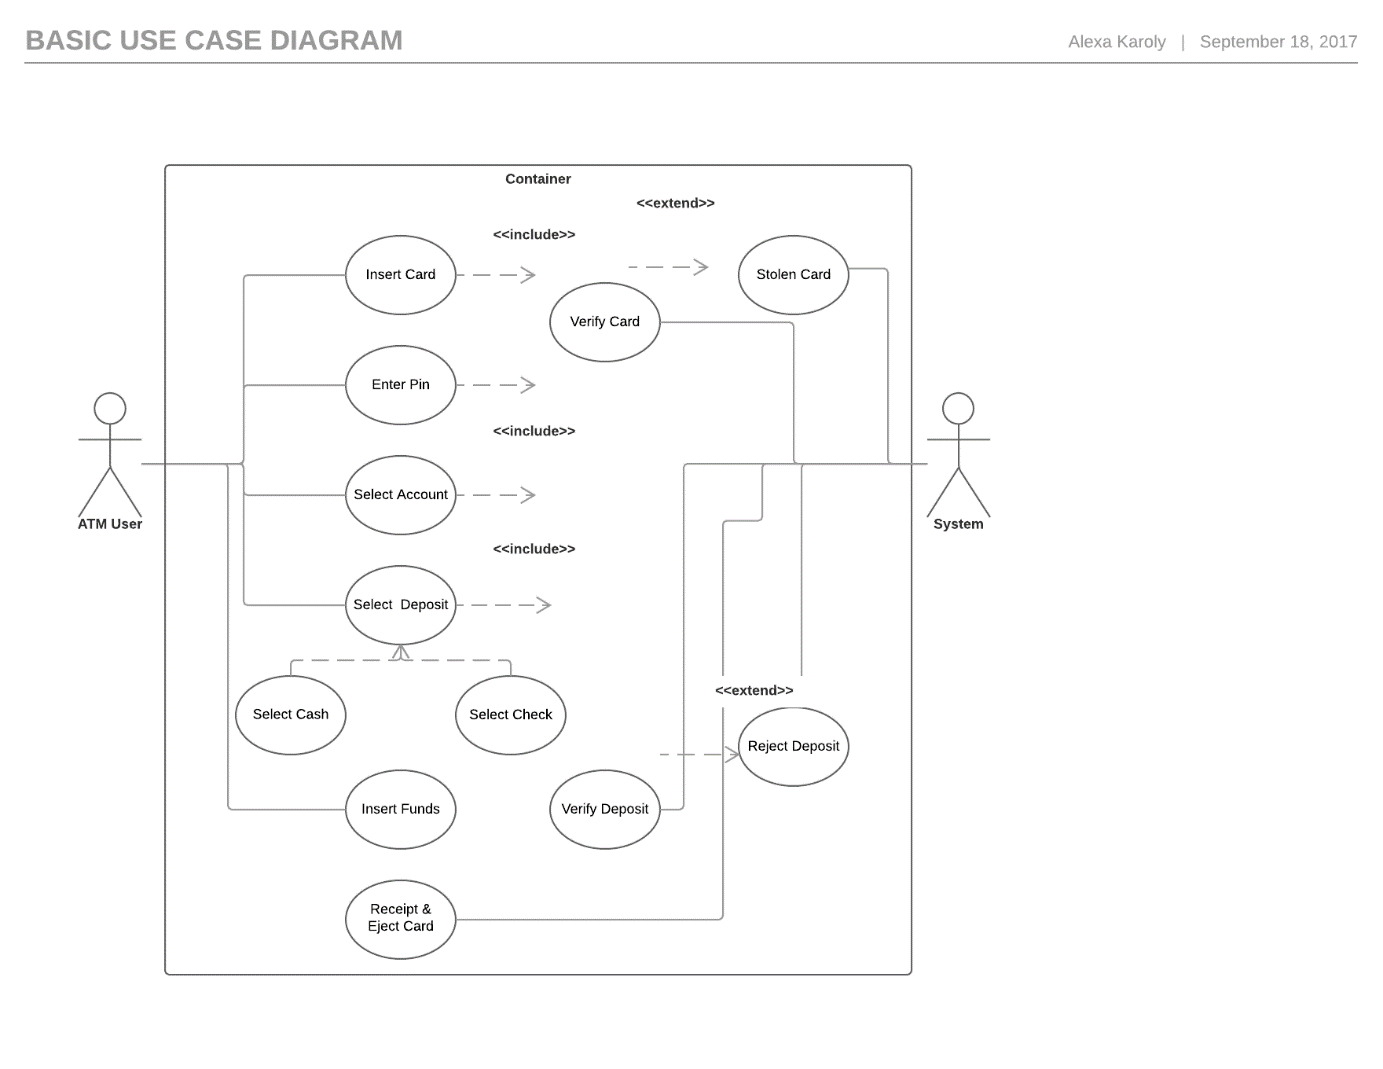 BASIC USE CASE DIAGRAM
Alexa Karoly | September 18, 2017
Container
<<extend>>
<<include>>
Insert Card
Stolen Card
Verify Card
Enter Pin
<<include>>
Select Account
ATM User
System
<<include>>
Select  Deposit
<<extend>>
Select Cash
Select Check
Reject Deposit
Insert Funds
Verify Deposit
Receipt &
Eject Card